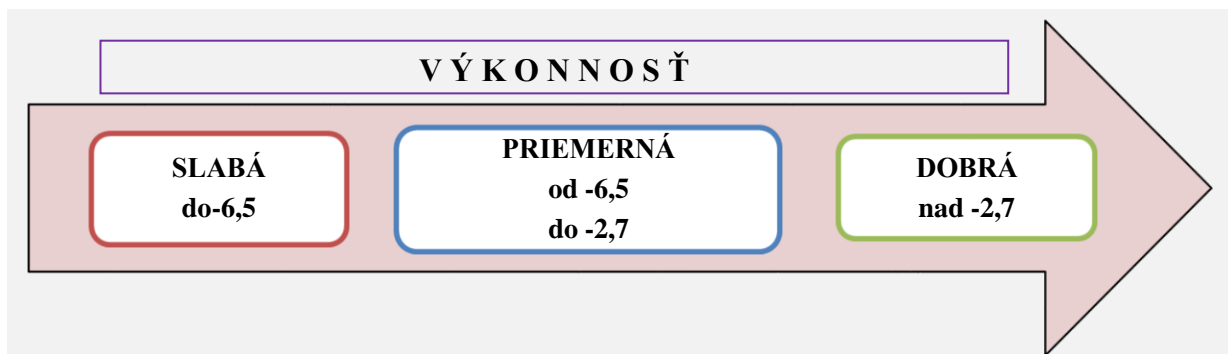 V Ý K O N N O S Ť
SLABÁ
do-6,5
PRIEMERNÁ
od -6,5
do -2,7
DOBRÁ
nad -2,7